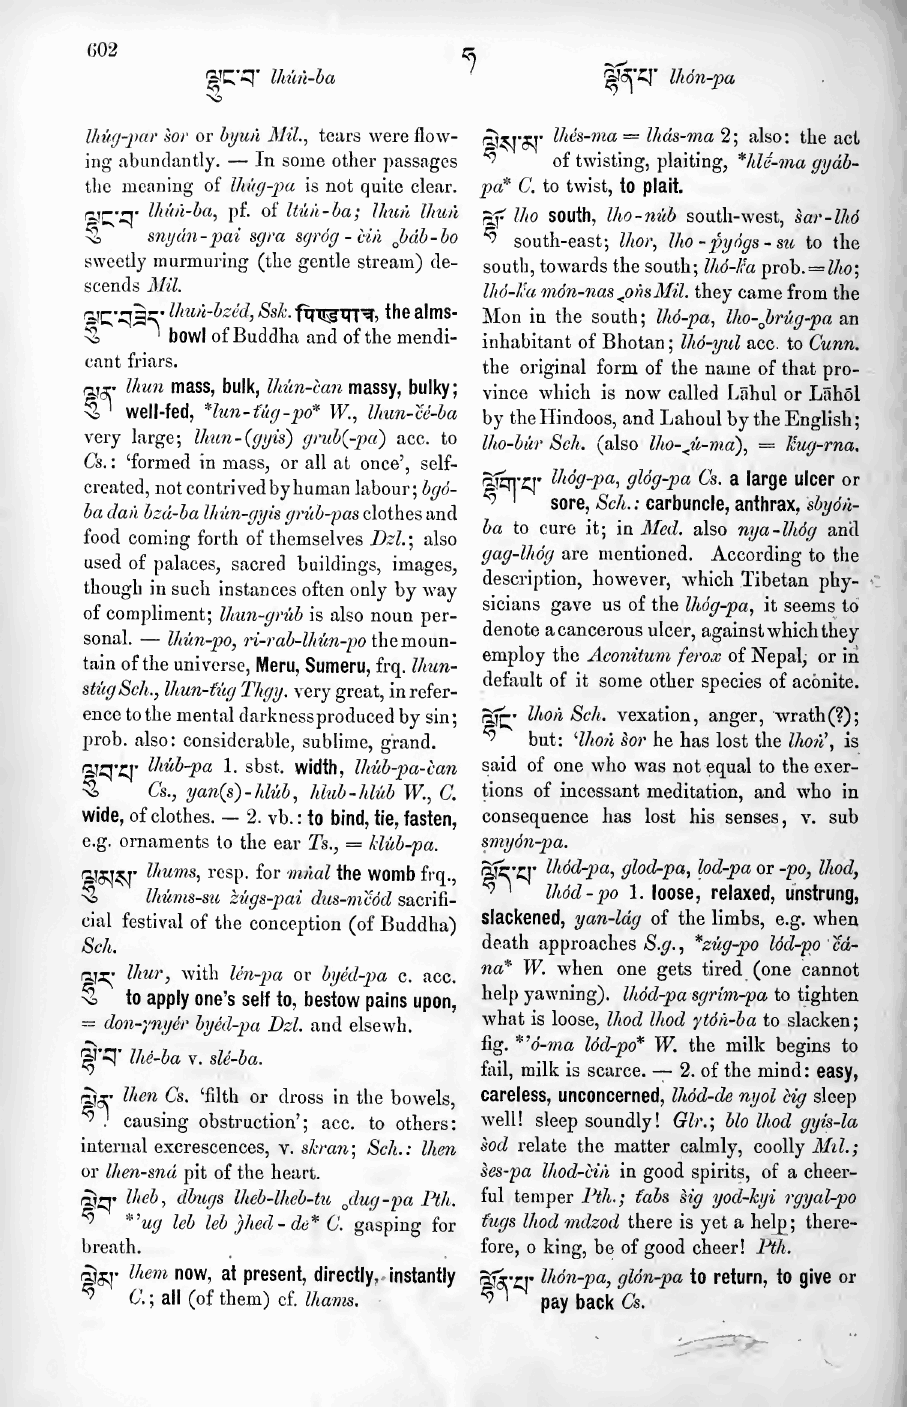 602
ཧ
ལྷུང་བ་ lhúṅ-ba
ལྷོན་པ་ lhón-pa
lhúg-par šor or byuṅ Mil., tears were flow-
ing abundantly. — In some other passages
the meaning of lhúg-pa is not quite clear.
ལྷུང་བ་ lhúṅ-ba, pf. of ltúṅ-ba; lhuṅ lhuṅ
snyán-pai sgra sgróg-čiṅ ˳báb-bo
sweetly murmuring (the gentle stream) de-
scends Mil.
ལྷུང་བཟེད་ lhuṅ-bzéd, Ssk. पिण्डपात्र, the alms-
bowl of Buddha and of the mendi-
cant friars.
ལྷུན་ lhun mass, bulk, lhún-čan massy, bulky;
well-fed, *lun-ťúg-po* W., lhun-čé-ba
very large; lhun-(gyis) grub(-pa) acc. to
Cs.: ‘formed in mass, or all at once’, self-
created, not contrived by human labour; bgó-
ba daṅ bzá-ba lhún-gyis grúb-pas clothes and
food coming forth of themselves Dzl.; also
used of palaces, sacred buildings, images,
though in such instances often only by way
of compliment; lhun-grúb is also noun per-
sonal. — lhún-po, ri-rab-lhún-po the moun-
tain of the universe, Meru, Sumeru, frq. lhun-
stúg Sch., lhun-ťúg Thgy. very great, in refer-
ence to the mental darkness produced by sin;
prob. also: considerable, sublime, grand.
ལྷུབ་པ་ lhúb-pa 1. sbst. width, lhúb-pa-čan
Cs., yan(s)-hlúb, hlub-hlúb W., C.
wide, of clothes. — 2. vb.: to bind, tie, fasten,
e.g. ornaments to the ear Ts., = klúb-pa.
ལྷུམས་ lhums, resp. for mṅal the womb frq.,
lhúms-su žúgs-pai dus-mčód sacrifi-
cial festival of the conception (of Buddha)
Sch.
ལྷུར་ lhur, with lén-pa or byéd-pa c. acc.
to apply one’s self to, bestow pains upon,
= don-ɣnyér byéd-pa Dzl. and elsewh.
ལྷེ་བ་ lhé-ba v. slé-ba.
ལྷེན་ lhen Cs. ‘filth or dross in the bowels,
causing obstruction’; acc. to others:
internal excrescences, v. skran; Sch.: lhen
or lhen-sná pit of the heart.
ལྷེབ་ lheb, dbugs lheb-lheb-tu ˳dug-pa Pth.
*’ug leb leb ǰhed-de* C. gasping for
breath.
ལྷེམ་ lhem now, at present, directly, instantly
C.; all (of them) cf. lhams.
ལྷེས་མ་ lhés-ma = lhás-ma 2; also: the act
of twisting, plaiting, *hlé-ma gyáb-
pa* C. to twist, to plait.
ལྷོ་ lho south, lho-núb south-west, šar-lhó
south-east; lhor, lho-ṗyógs-su to the
south, towards the south; lhó-ḱa prob. = lho;
lhó-ḱa món-nas ˳oṅs Mil. they came from the
Mon in the south; lhó-pa, lho-˳brúg-pa an
inhabitant of Bhotan; lhó-yul acc. to Cunn.
the original form of the name of that pro-
vince which is now called Lāhul or Lāhōl
by the Hindoos, and Lahoul by the English;
lho-búr Sch. (also lho-˳ú-ma), = ḱug-rna.
ལྷོག་པ་ lhóg-pa, glóg-pa Cs. a large ulcer or
sore, Sch.: carbuncle, anthrax, sbyóṅ-
ba to cure it; in Med. also nya-lhóg and
gag-lhóg are mentioned. According to the
description, however, which Tibetan phy-
sicians gave us of the lhóg-pa, it seems to
denote a cancerous ulcer, against which they
employ the Aconitum ferox of Nepal, or in
default of it some other species of aconite.
ལྷོང་ lhoṅ Sch. vexation, anger, wrath(?);
but: ‘lhoṅ šor he has lost the lhoṅ’, is
said of one who was not equal to the exer-
tions of incessant meditation, and who in
consequence has lost his senses, v. sub
smyón-pa.
ལྷོད་པ་ lhód-pa, glod-pa, lod-pa or -po, lhod,
lhód-po 1. loose, relaxed, unstrung,
slackened, yan-lág of the limbs, e.g. when
death approaches S.g., *zúg-po lód-po čá-
na* W. when one gets tired (one cannot
help yawning). lhód-pa sgrím-pa to tighten
what is loose, lhod lhod ɣtóṅ-ba to slacken;
fig. *’ó-ma lód-po* W. the milk begins to
fail, milk is scarce. — 2. of the mind: easy,
careless, unconcerned, lhód-de nyol čig sleep
well! sleep soundly! Glr.; blo lhod gyis-la
šod relate the matter calmly, coolly Mil.;
šes-pa lhod-čiṅ in good spirits, of a cheer-
ful temper Pth.; ťabs šig yod-kyi rgyal-po
ťugs lhod mdzod there is yet a help; there-
fore, o king, be of good cheer! Pth.
ལྷོན་པ་ lhón-pa, glón-pa to return, to give or
pay back Cs.